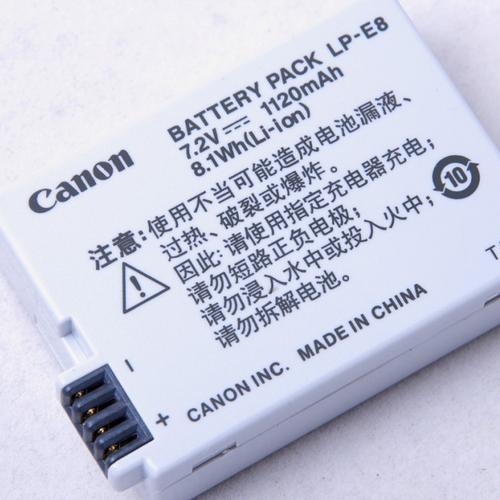 Canon
BATTERY PACK LP-E8
7.2V⎓ 1120mAh
8.1Wh(Li-ion)
注意: 使用不当可能造成电池漏液、
过热、破裂或爆炸。
因此: 请使用指定充电器充电;
请勿短路正负电极;
请勿浸入水中或投入火中;
请勿拆解电池。
10
CANON INC. MADE IN CHINA
T
-
+